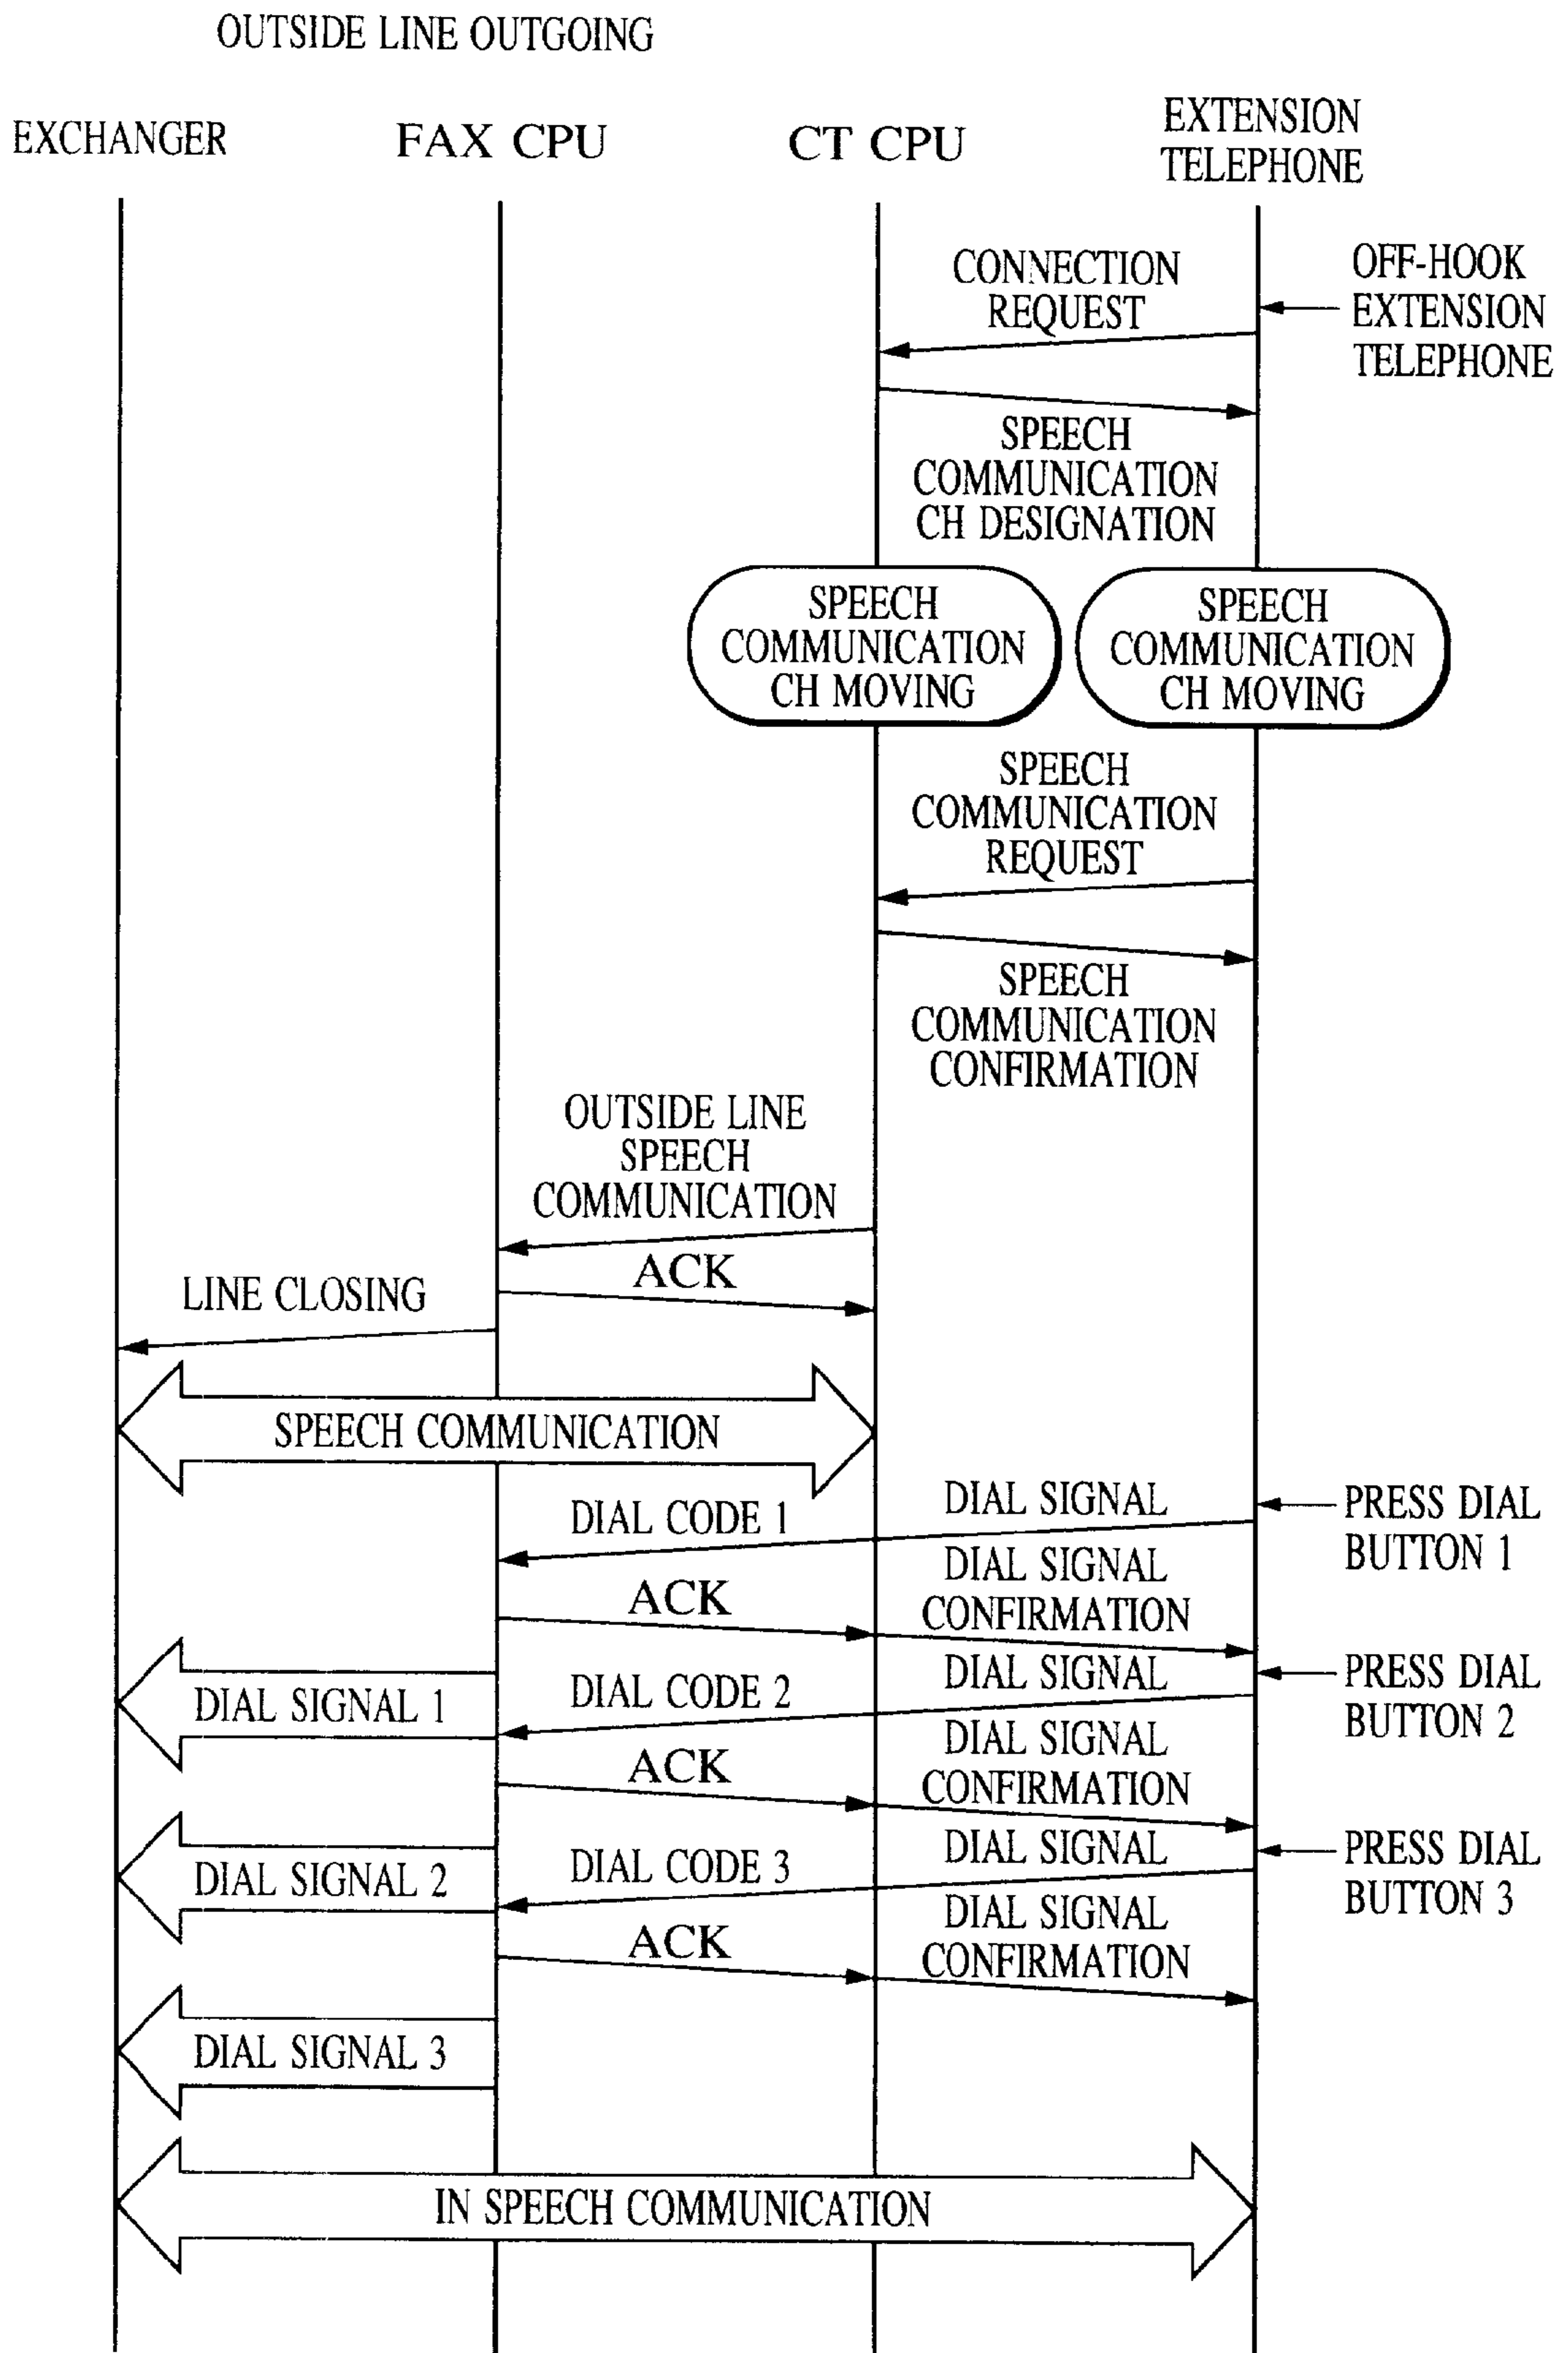 OUTSIDE LINE OUTGOING
EXCHANGER
FAX CPU
CT CPU
EXTENSION
TELEPHONE
CONNECTION
REQUEST
OFF-HOOK
EXTENSION
TELEPHONE
SPEECH
COMMUNICATION
CH DESIGNATION
SPEECH
COMMUNICATION
CH MOVING
SPEECH
COMMUNICATION
CH MOVING
SPEECH
COMMUNICATION
REQUEST
SPEECH
COMMUNICATION
CONFIRMATION
OUTSIDE LINE
SPEECH
COMMUNICATION
ACK
LINE CLOSING
SPEECH COMMUNICATION
DIAL CODE 1
DIAL SIGNAL
PRESS DIAL
BUTTON 1
ACK
DIAL SIGNAL
CONFIRMATION
DIAL SIGNAL 1
DIAL CODE 2
DIAL SIGNAL
PRESS DIAL
BUTTON 2
ACK
DIAL SIGNAL
CONFIRMATION
DIAL SIGNAL 2
DIAL CODE 3
DIAL SIGNAL
PRESS DIAL
BUTTON 3
ACK
DIAL SIGNAL
CONFIRMATION
DIAL SIGNAL 3
IN SPEECH COMMUNICATION